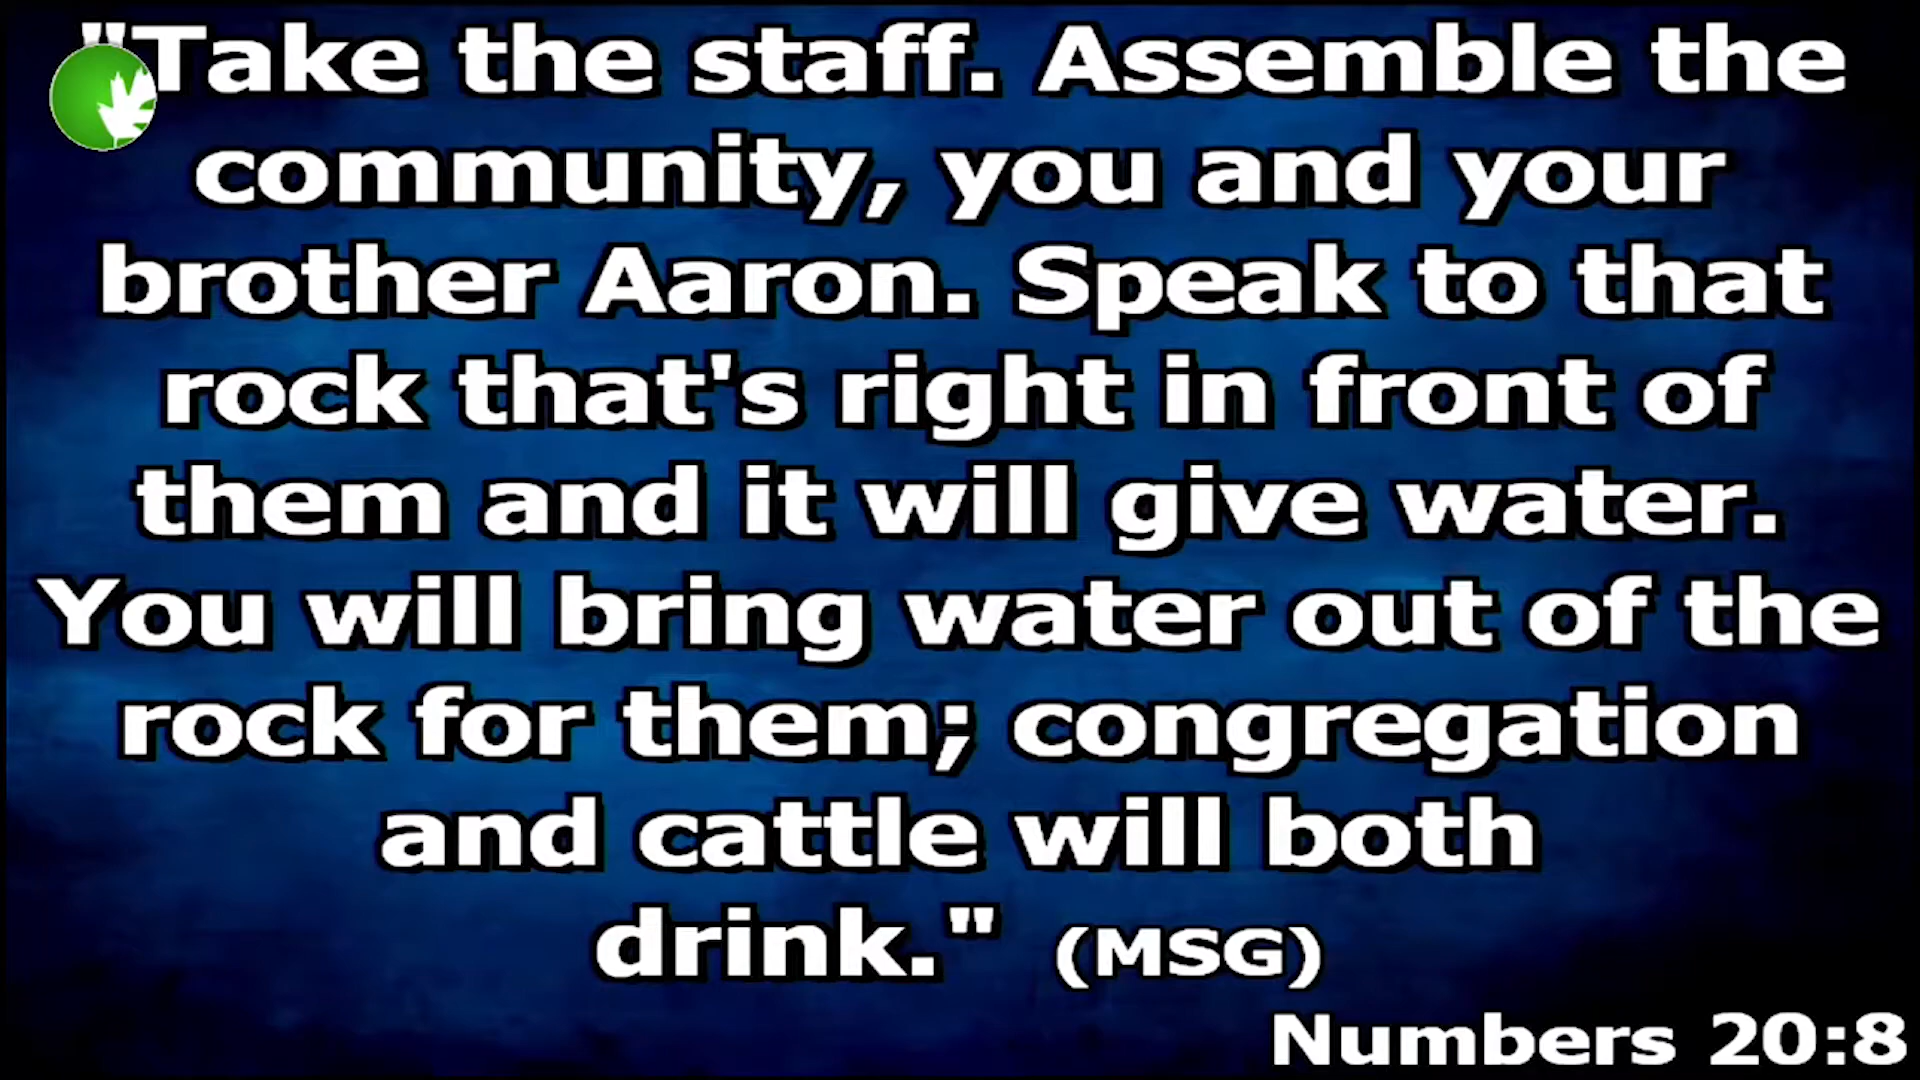 "Take the staff. Assemble the
community, you and your
brother Aaron. Speak to that
rock that's right in front of
them and it will give water.
You will bring water out of the
rock for them; congregation
and cattle will both
drink." (MSG)
Numbers 20:8